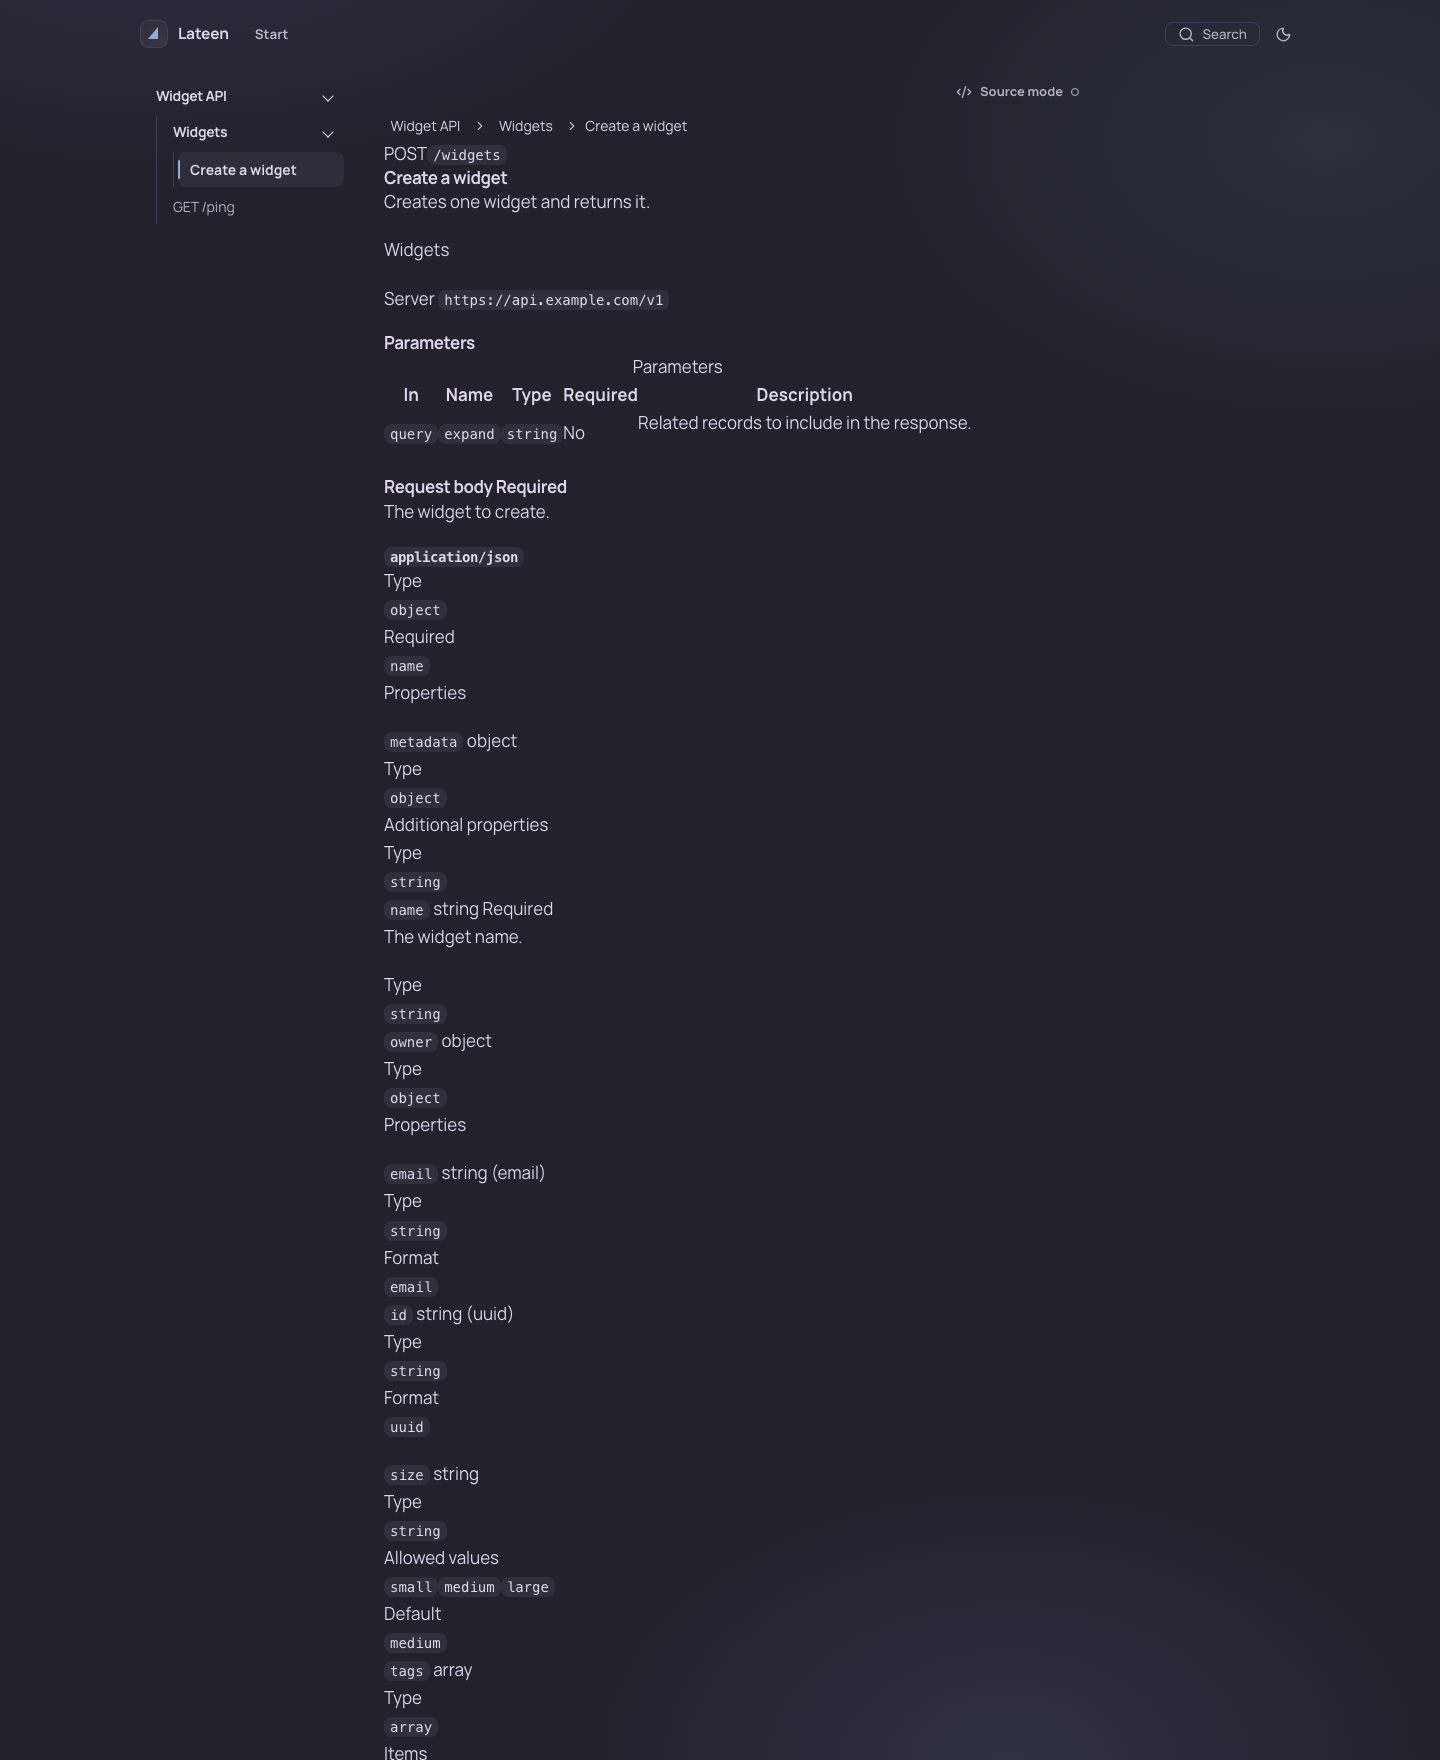 Lateen Start Search
Widget API
Source mode
Widgets
Create a widget
GET /ping
Widget API > Widgets > Create a widget
POST /widgets
Create a widget
Creates one widget and returns it.
Widgets
Server https://api.example.com/v1
Parameters
Parameters
In Name Type Required Description
query expand string No Related records to include in the response.
Request body Required
The widget to create.
application/json
Type
object
Required
name
Properties
metadata object
Type
object
Additional properties
Type
string
name string Required
The widget name.
Type
string
owner object
Type
object
Properties
email string (email)
Type
string
Format
email
id string (uuid)
Type
string
Format
uuid
size string
Type
string
Allowed values
small medium large
Default
medium
tags array
Type
array
Items